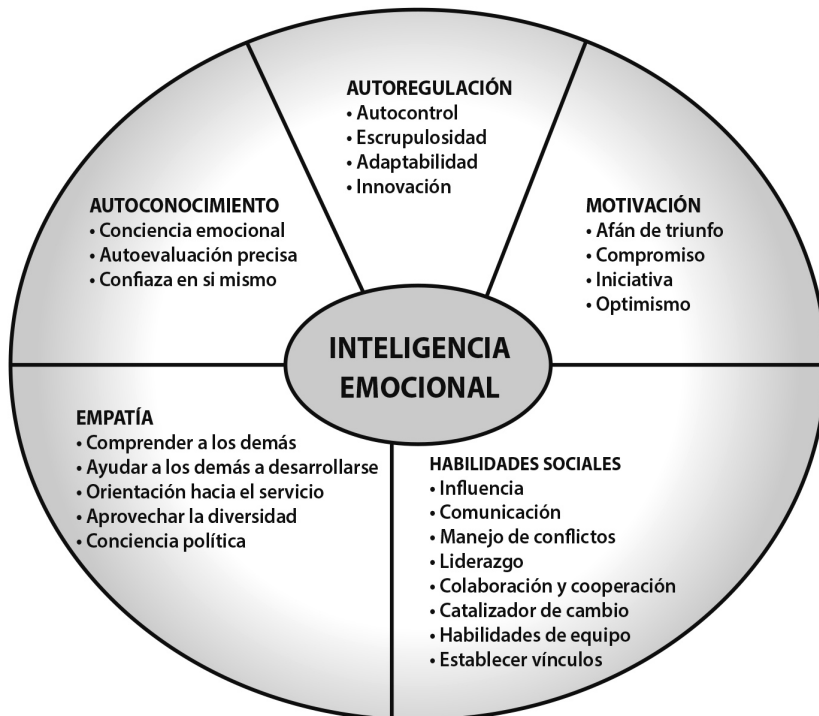 AUTOREGULACIÓN
• Autocontrol
• Escrupulosidad
• Adaptabilidad
• Innovación
AUTOCONOCIMIENTO
• Conciencia emocional
• Autoevaluación precisa
• Confiaza en si mismo
MOTIVACIÓN
• Afán de triunfo
• Compromiso
• Iniciativa
• Optimismo
INTELIGENCIA
EMOCIONAL
EMPATÍA
• Comprender a los demás
• Ayudar a los demás a desarrollarse
• Orientación hacia el servicio
• Aprovechar la diversidad
• Conciencia política
HABILIDADES SOCIALES
• Influencia
• Comunicación
• Manejo de conflictos
• Liderazgo
• Colaboración y cooperación
• Catalizador de cambio
• Habilidades de equipo
• Establecer vínculos